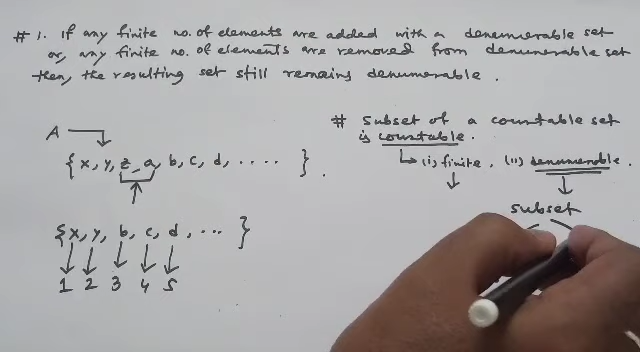 # 1. If any finite no. of elements are added with a denumerable set
or, any finite no. of elements are removed from denumerable set
then, the resulting set still remains denumerable.
A
{x, y, z, a, b, c, d, .... }.
{x, y, b, c, d, ... }
1 2 3 4 5
# Subset of a countable set
is countable.
(i) finite, (ii) denumerable.
subset